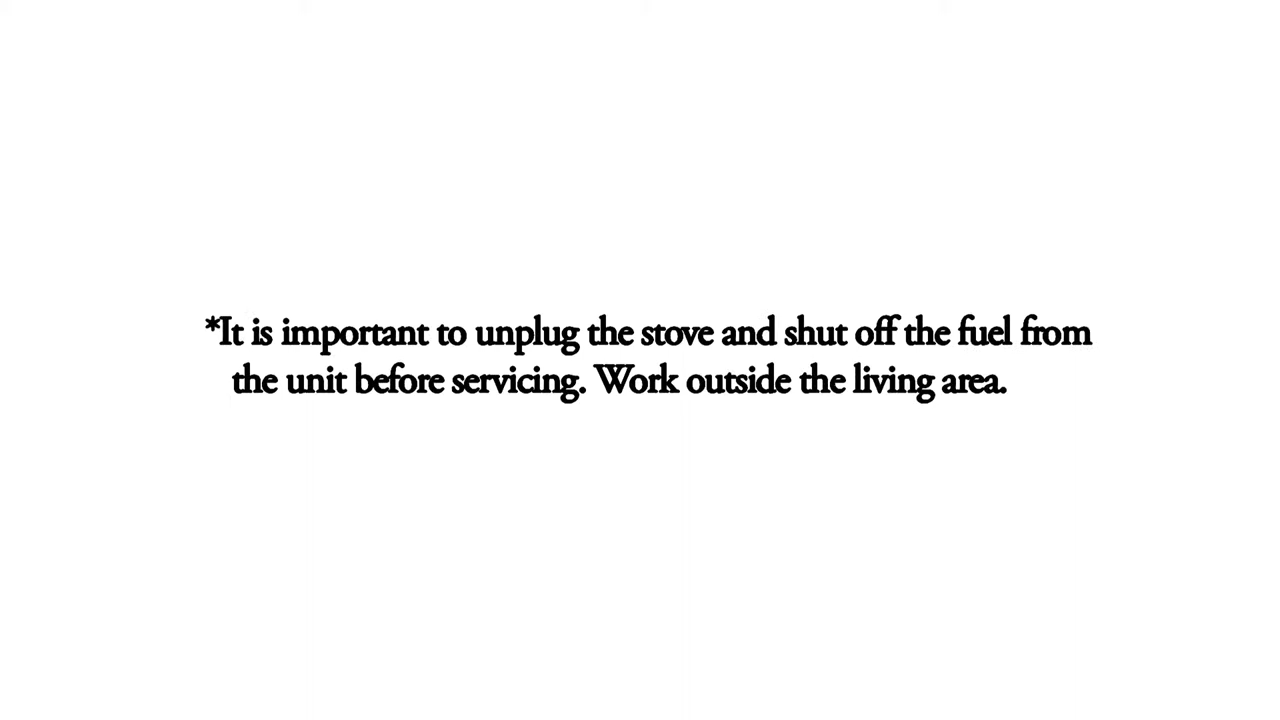 *It is important to unplug the stove and shut off the fuel from
the unit before servicing. Work outside the living area.